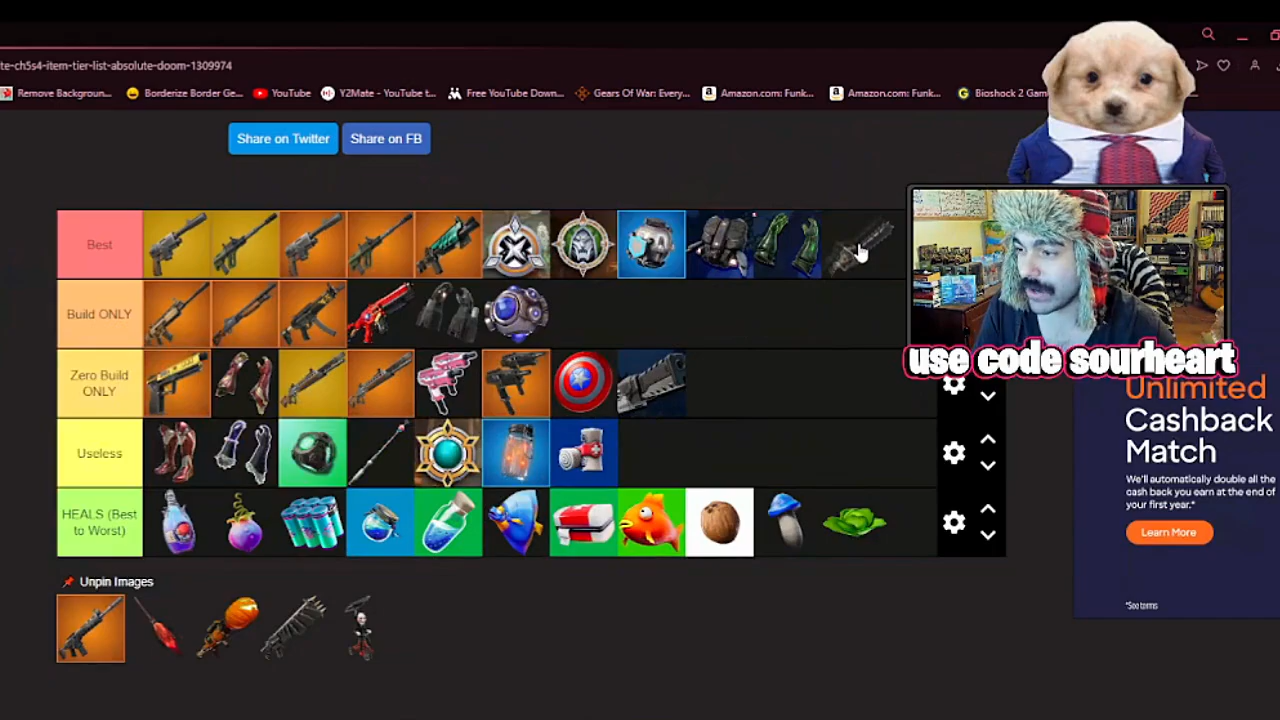 te-ch5s4-item-tier-list-absolute-doom-1309974
Remove Backgroun...
Borderize Border Ge...
YouTube
Y2Mate - YouTube t...
Free YouTube Down...
Gears Of War: Every...
Amazon.com: Funk...
Amazon.com: Funk...
Bioshock 2 Gam
Share on Twitter
Share on FB
Best
Build ONLY
Zero Build
ONLY
Useless
HEALS (Best
to Worst)
Unpin Images
use code sourheart
Unlimited
Cashback
Match
We'll automatically double all the
cash back you earn at the end of
your first year.*
Learn More
*See terms